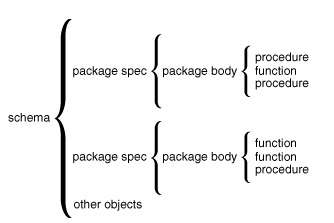 schema
package spec
package body
procedure
function
procedure
package spec
package body
function
function
procedure
other objects